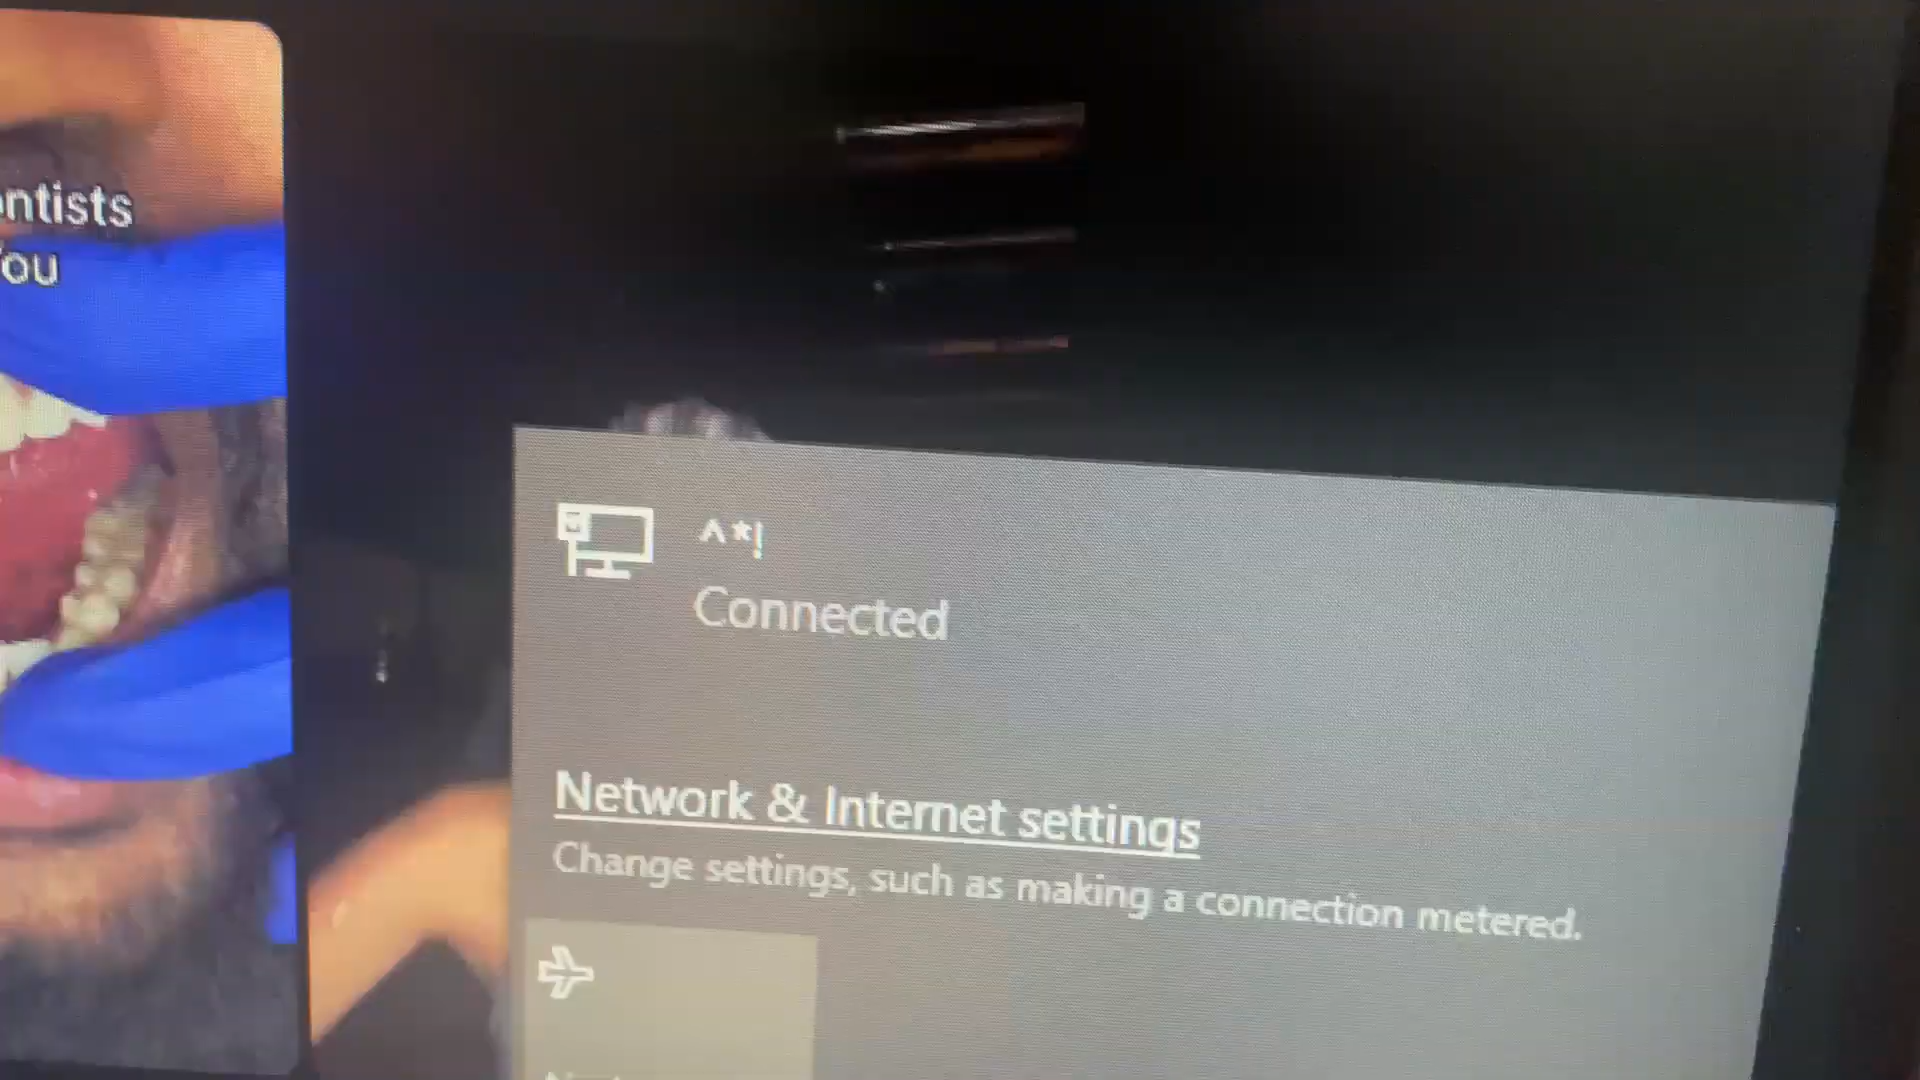 ntists
ou
^*!
Connected
Network & Internet settings
Change settings, such as making a connection metered.